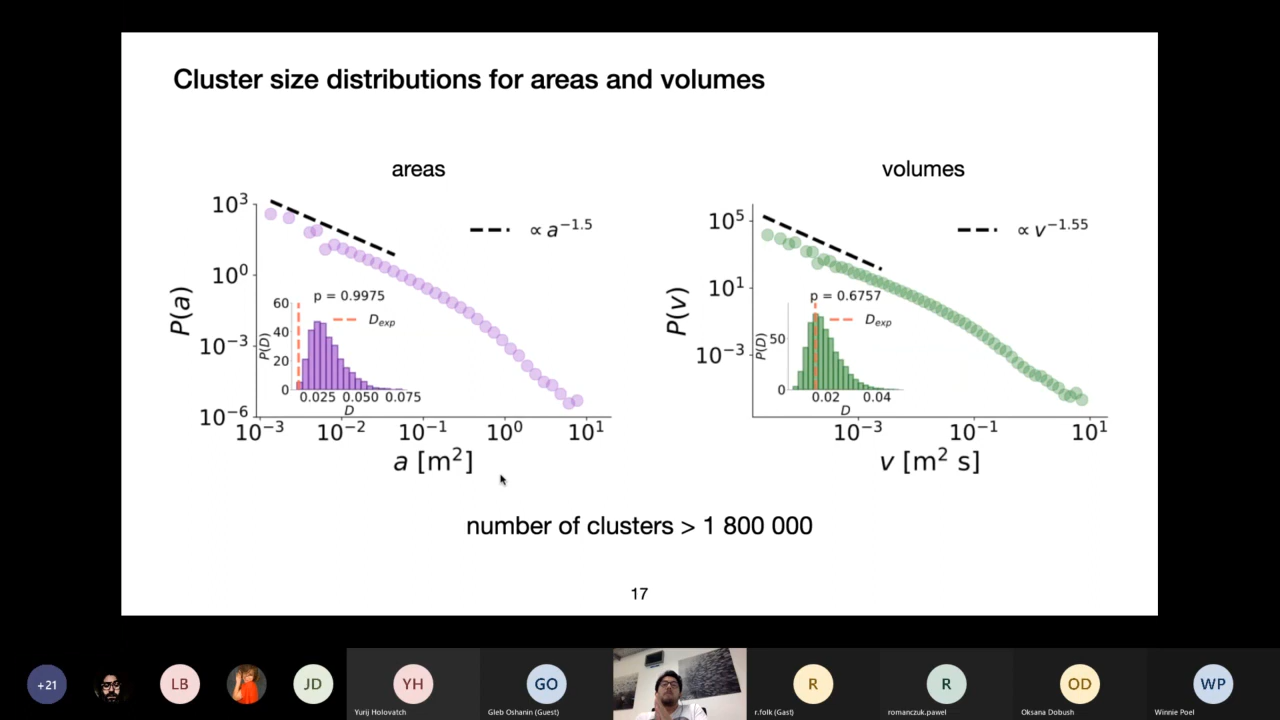 Cluster size distributions for areas and volumes
areas
10³
10⁰
10⁻³
10⁻⁶
P(a)
∝ a⁻¹·⁵
p = 0.9975
D_exp
60
40
20
0
P(D)
0.025 0.050 0.075
D
10⁻³ 10⁻² 10⁻¹ 10⁰ 10¹
a [m²]
volumes
10⁵
10¹
10⁻³
P(v)
∝ v⁻¹·⁵⁵
p = 0.6757
D_exp
50
0
P(D)
0.02 0.04
D
10⁻³ 10⁻¹ 10¹
v [m² s]
number of clusters > 1 800 000
17
+21
LB
JD
YH
Yurij Holovatch
GO
Gleb Oshanin (Guest)
R
r.folk (Gast)
R
romanczuk.pawel
OD
Oksana Dobush
WP
Winnie Poel